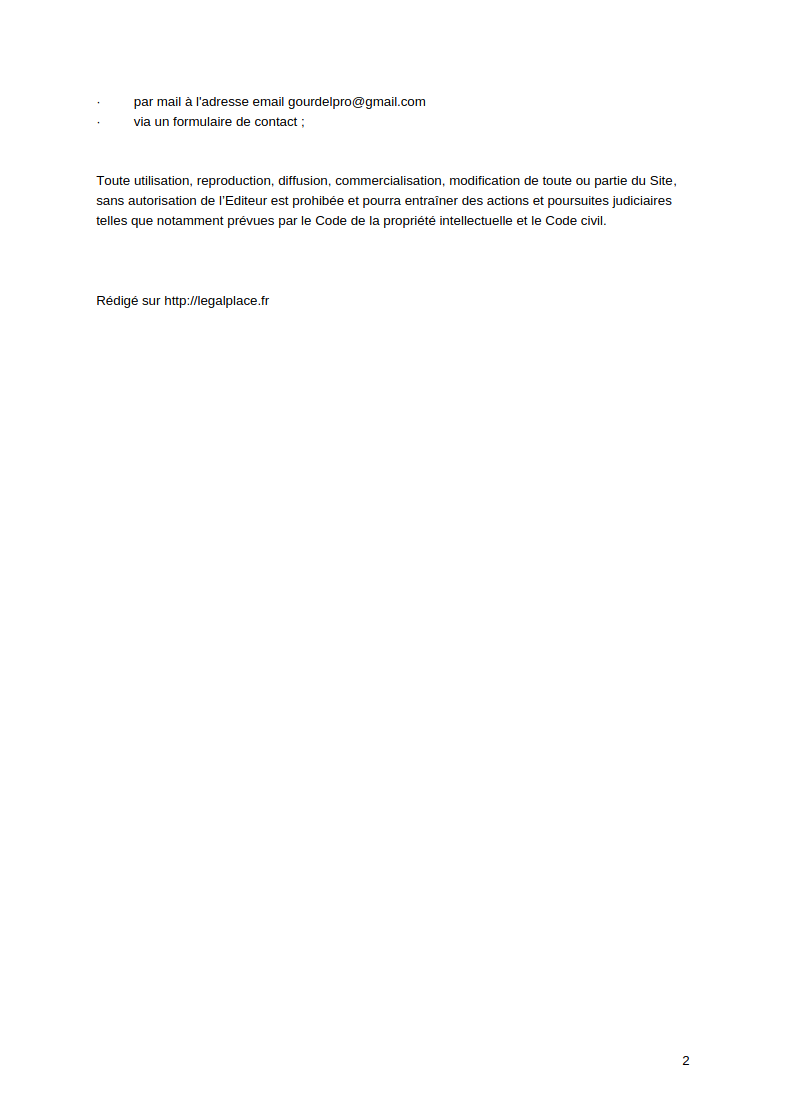 · par mail à l'adresse email gourdelpro@gmail.com
· via un formulaire de contact ;
Toute utilisation, reproduction, diffusion, commercialisation, modification de toute ou partie du Site,
sans autorisation de l’Editeur est prohibée et pourra entraîner des actions et poursuites judiciaires
telles que notamment prévues par le Code de la propriété intellectuelle et le Code civil.
Rédigé sur http://legalplace.fr
2